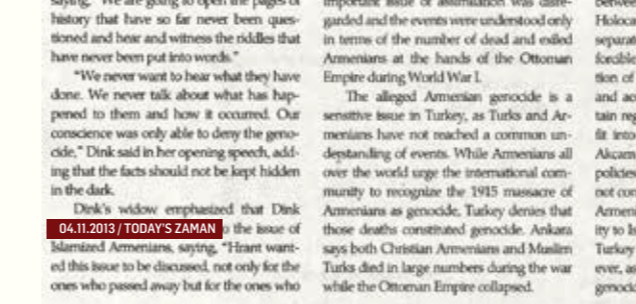 saying, "We are going to open the pages of
history that have so far never been ques-
tioned and hear and witness the riddles that
have never been put into words."
"We never want to hear what they have
done. We never talk about what has hap-
pened to them and how it occurred. Our
conscience was only able to deny the geno-
cide," Dink said in her opening speech, add-
ing that the facts should not be kept hidden
in the dark.
Dink's widow emphasized that Dink
04.11.2013 / TODAY'S ZAMAN
o the issue of
Islamized Armenians, saying, "Hrant want-
ed this issue to be discussed, not only for the
ones who passed away but for the ones who
important issue of assimilation was disre-
garded and the events were understood only
in terms of the number of dead and exiled
Armenians at the hands of the Ottoman
Empire during World War I.
The alleged Armenian genocide is a
sensitive issue in Turkey, as Turks and Ar-
menians have not reached a common un-
depstanding of events. While Armenians all
over the world urge the international com-
munity to recognize the 1915 massacre of
Armenians as genocide, Turkey denies that
those deaths constituted genocide. Ankara
says both Christian Armenians and Muslim
Turks died in large numbers during the war
while the Ottoman Empire collapsed.
between
Holoc
separat
forcible
tion of
and as
tain reg
fit into
Akcam
policies
not con
Armen
ity to Is
Turkey
ever, a
genoci